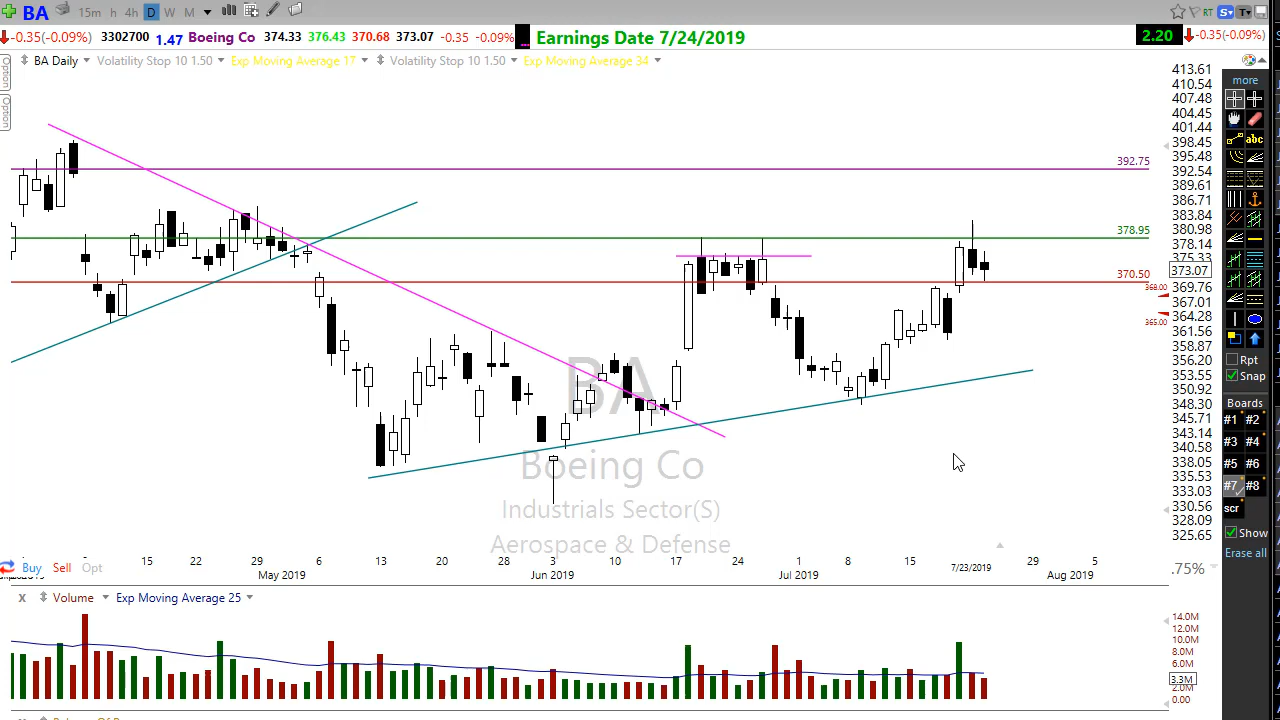 BA 15m h 4h D W M RT S T
-0.35(-0.09%) 3302700 1.47 Boeing Co 374.33 376.43 370.68 373.07 -0.35 -0.09% ... Earnings Date 7/24/2019 2.20 -0.35(-0.09%)
BA Daily Volatility Stop 10 1.50 Exp Moving Average 17 Volatility Stop 10 1.50 Exp Moving Average 34
Option
Option
413.61
410.54
407.48
404.45
401.44
398.45
395.48
392.54
389.61
386.71
383.84
380.98
378.14
375.33
373.07
369.76
367.01
364.28
361.56
358.87
356.20
353.55
350.92
348.30
345.71
343.14
340.58
338.05
335.53
333.03
330.56
328.09
325.65
392.75
378.95
370.50
368.00
365.00
BA
Boeing Co
Industrials Sector(S)
Aerospace & Defense
15 22 29 6 13 20 28 3 10 17 24 1 8 15 7/23/2019 29 5
May 2019 Jun 2019 Jul 2019 Aug 2019
Buy Sell Opt
.75%
X Volume Exp Moving Average 25
14.0M
12.0M
10.0M
8.0M
6.0M
3.3M
2.0M
0.00
more
abc
Rpt
Snap
Boards
#1 #2
#3 #4
#5 #6
#7 #8
scr
Show
Erase all